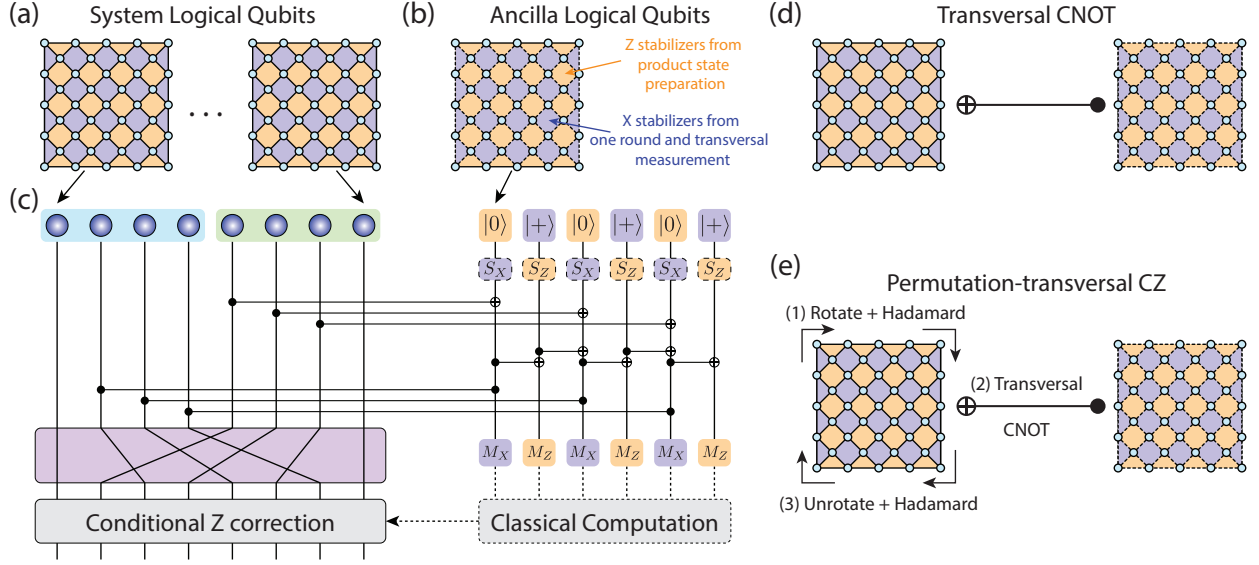 (a) System Logical Qubits
(b) Ancilla Logical Qubits
(d) Transversal CNOT
Z stabilizers from
product state
preparation
X stabilizers from
one round and transversal
measurement
. . .
(c)
|0⟩ |+⟩ |0⟩ |+⟩ |0⟩ |+⟩
S_X S_Z S_X S_Z S_X S_Z
M_X M_Z M_X M_Z M_X M_Z
Conditional Z correction
Classical Computation
(e)
Permutation-transversal CZ
(1) Rotate + Hadamard
(2) Transversal
CNOT
(3) Unrotate + Hadamard